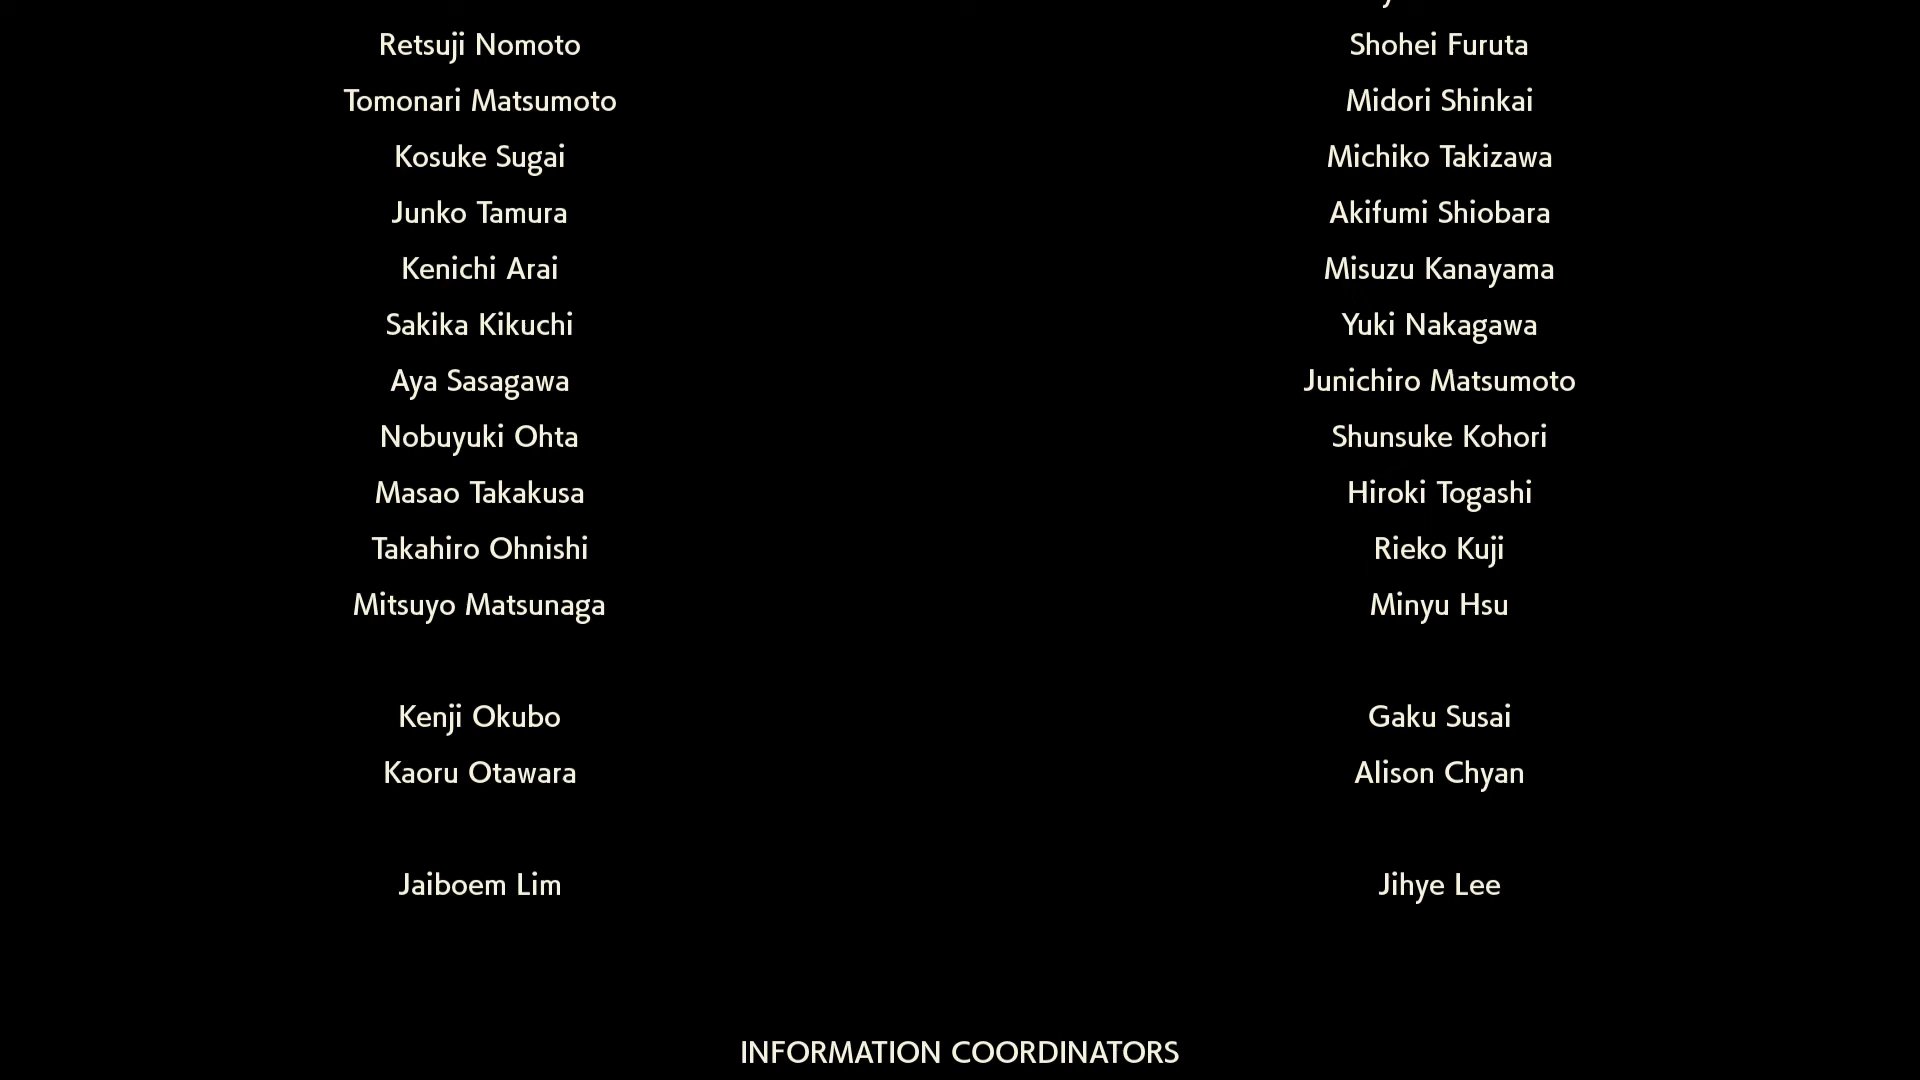 Retsuji Nomoto Shohei Furuta
Tomonari Matsumoto Midori Shinkai
Kosuke Sugai Michiko Takizawa
Junko Tamura Akifumi Shiobara
Kenichi Arai Misuzu Kanayama
Sakika Kikuchi Yuki Nakagawa
Aya Sasagawa Junichiro Matsumoto
Nobuyuki Ohta Shunsuke Kohori
Masao Takakusa Hiroki Togashi
Takahiro Ohnishi Rieko Kuji
Mitsuyo Matsunaga Minyu Hsu
Kenji Okubo Gaku Susai
Kaoru Otawara Alison Chyan
Jaiboem Lim Jihye Lee
INFORMATION COORDINATORS